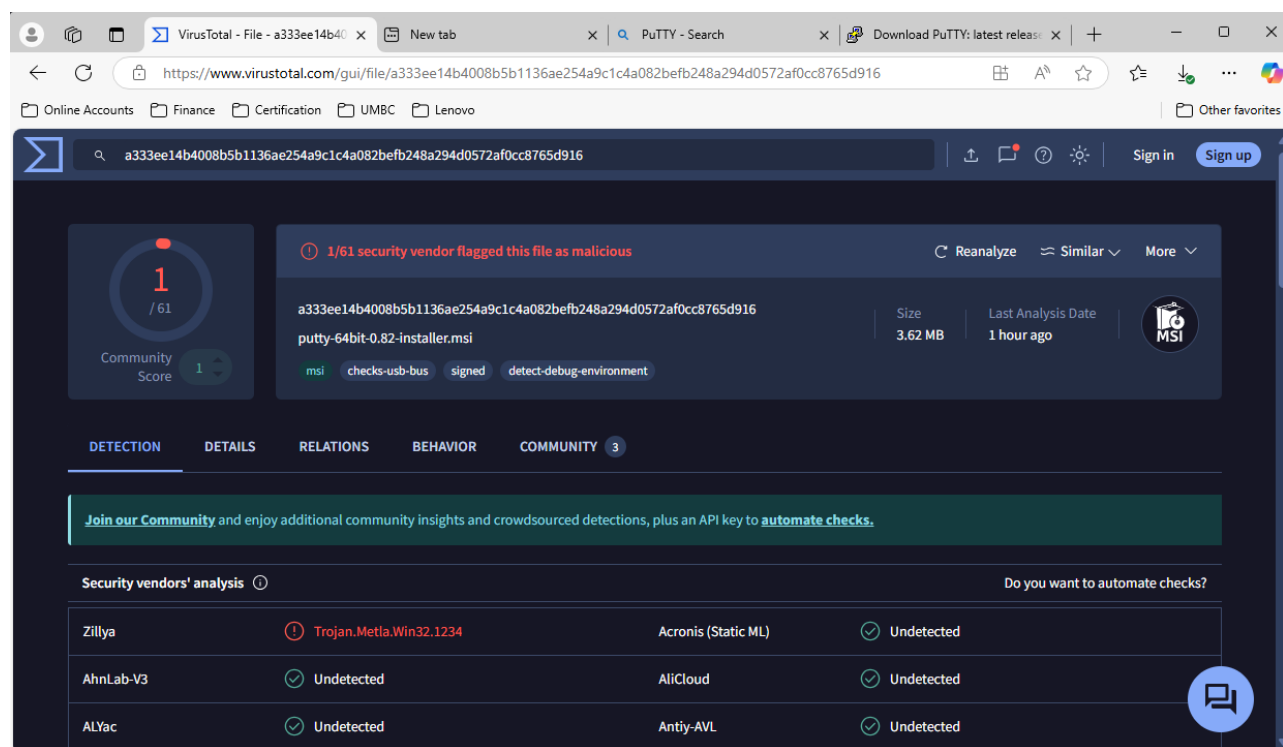 VirusTotal - File - a333ee14b40
New tab
PuTTY - Search
Download PuTTY: latest release
https://www.virustotal.com/gui/file/a333ee14b4008b5b1136ae254a9c1c4a082befb248a294d0572af0cc8765d916
Online Accounts Finance Certification UMBC Lenovo Other favorites
a333ee14b4008b5b1136ae254a9c1c4a082befb248a294d0572af0cc8765d916 Sign in Sign up
1/61 security vendor flagged this file as malicious Reanalyze Similar More
1
/ 61
Community
Score 1
a333ee14b4008b5b1136ae254a9c1c4a082befb248a294d0572af0cc8765d916
putty-64bit-0.82-installer.msi
msi checks-usb-bus signed detect-debug-environment
Size
3.62 MB
Last Analysis Date
1 hour ago
MSI
DETECTION DETAILS RELATIONS BEHAVIOR COMMUNITY 3
Join our Community and enjoy additional community insights and crowdsourced detections, plus an API key to automate checks.
Security vendors' analysis Do you want to automate checks?
Zillya Trojan.Metla.Win32.1234 Acronis (Static ML) Undetected
AhnLab-V3 Undetected AliCloud Undetected
ALYac Undetected Antiy-AVL Undetected